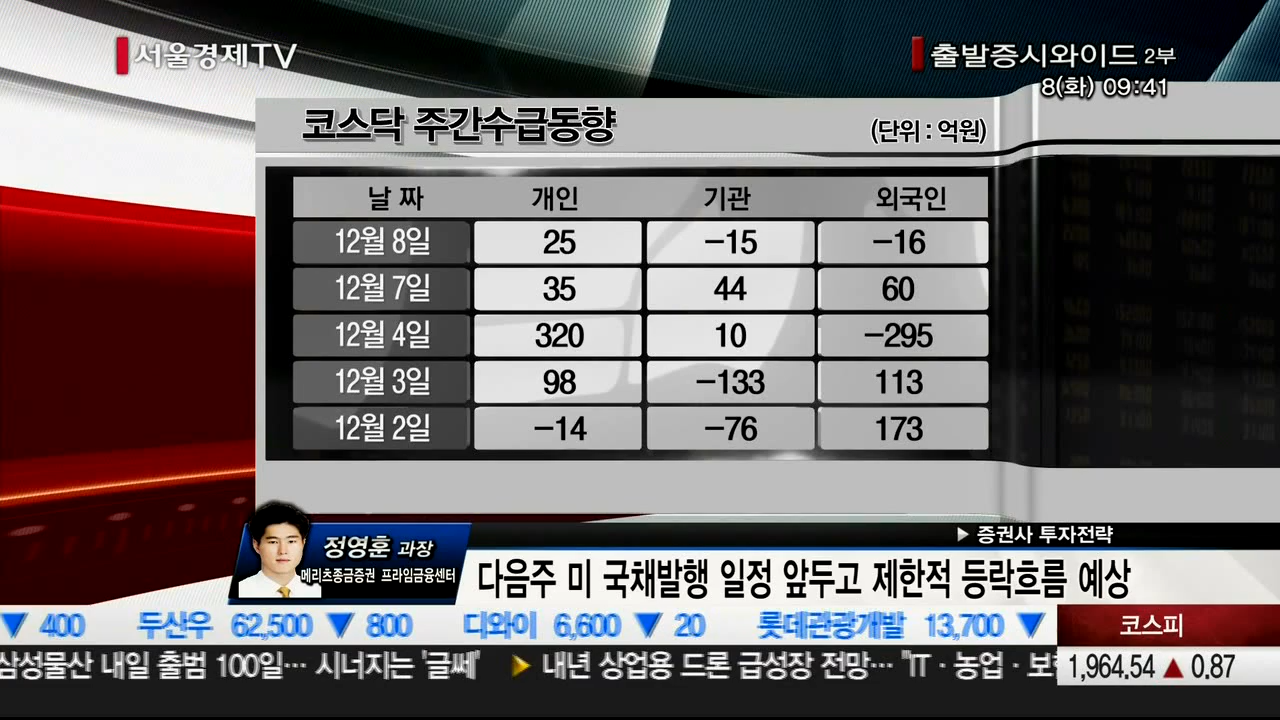 서울경제TV
출발증시와이드 2부
8(화) 09:41
코스닥 주간수급동향
(단위 : 억원)
날 짜 개인 기관 외국인
12월 8일 25 -15 -16
12월 7일 35 44 60
12월 4일 320 10 -295
12월 3일 98 -133 113
12월 2일 -14 -76 173
▶ 증권사 투자전략
정영훈 과장
메리츠종금증권 프라임금융센터
다음주 미 국채발행 일정 앞두고 제한적 등락흐름 예상
▼ 400 두산우 62,500 ▼ 800 디와이 6,600 ▼ 20 롯데관광개발 13,700 ▼
코스피
삼성물산 내일 출범 100일… 시너지는 '글쎄' ▶ 내년 상업용 드론 급성장 전망… "IT·농업·보험
1,964.54 ▲ 0.87